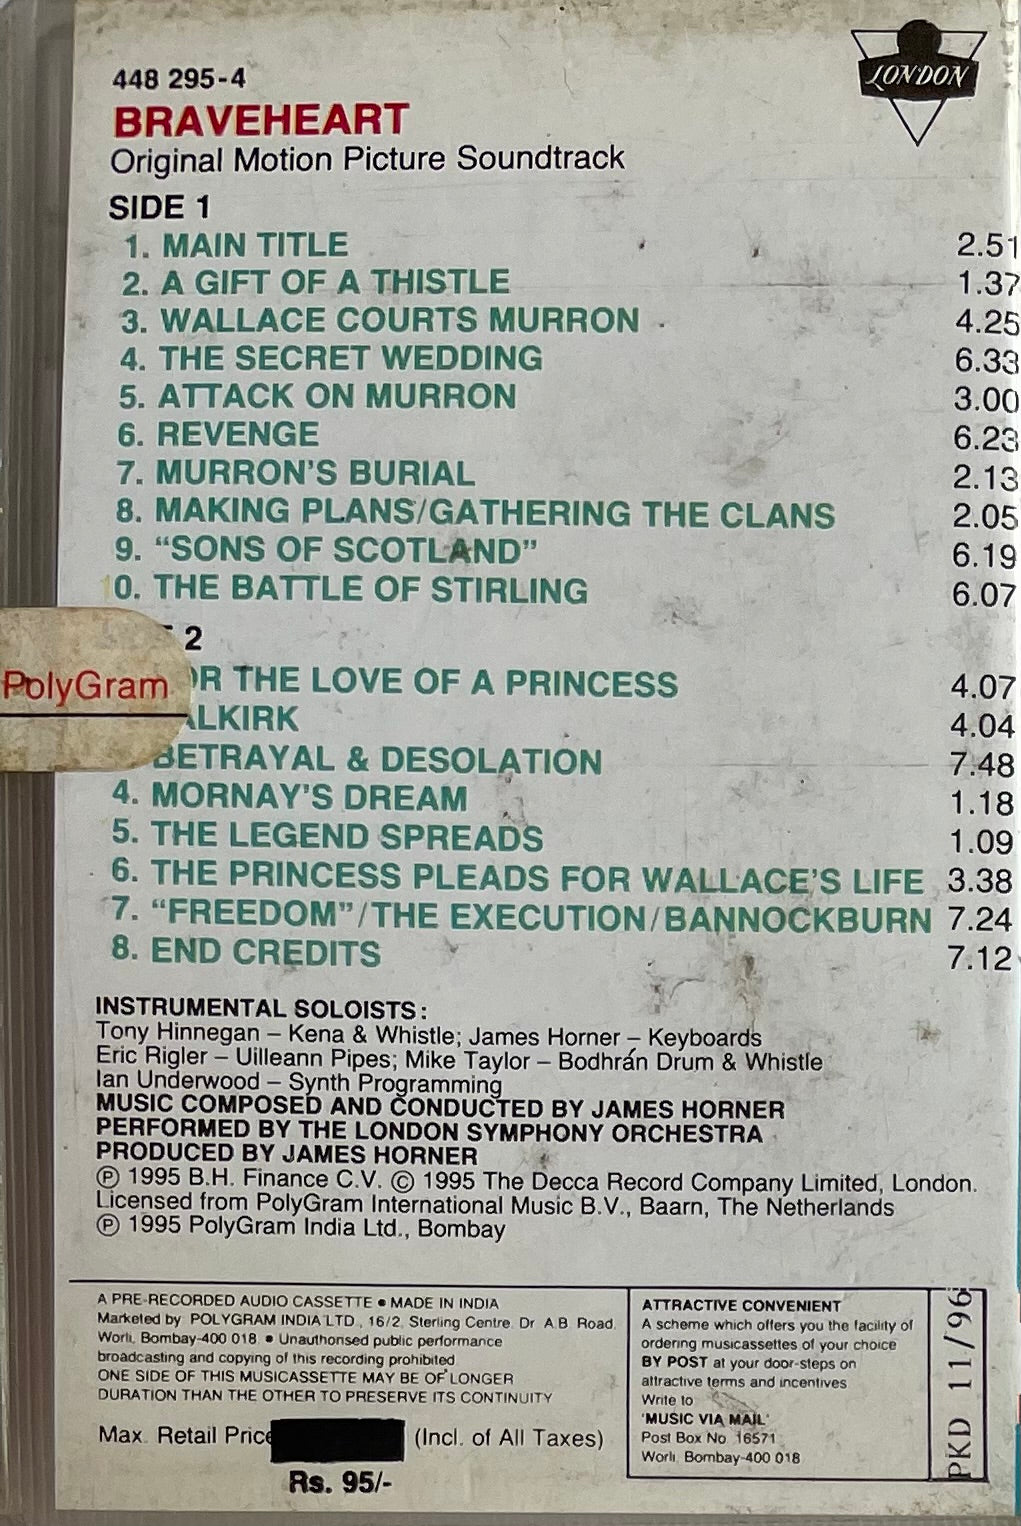 LONDON
448 295-4
BRAVEHEART
Original Motion Picture Soundtrack
SIDE 1
1. MAIN TITLE 2.51
2. A GIFT OF A THISTLE 1.37
3. WALLACE COURTS MURRON 4.25
4. THE SECRET WEDDING 6.33
5. ATTACK ON MURRON 3.00
6. REVENGE 6.23
7. MURRON'S BURIAL 2.13
8. MAKING PLANS/GATHERING THE CLANS 2.05
9. “SONS OF SCOTLAND” 6.19
10. THE BATTLE OF STIRLING 6.07
2
PolyGram
OR THE LOVE OF A PRINCESS 4.07
ALKIRK 4.04
BETRAYAL & DESOLATION 7.48
4. MORNAY'S DREAM 1.18
5. THE LEGEND SPREADS 1.09
6. THE PRINCESS PLEADS FOR WALLACE'S LIFE 3.38
7. “FREEDOM”/THE EXECUTION/BANNOCKBURN 7.24
8. END CREDITS 7.12
INSTRUMENTAL SOLOISTS:
Tony Hinnegan – Kena & Whistle; James Horner – Keyboards
Eric Rigler – Uilleann Pipes; Mike Taylor – Bodhrán Drum & Whistle
Ian Underwood – Synth Programming
MUSIC COMPOSED AND CONDUCTED BY JAMES HORNER
PERFORMED BY THE LONDON SYMPHONY ORCHESTRA
PRODUCED BY JAMES HORNER
℗ 1995 B.H. Finance C.V. © 1995 The Decca Record Company Limited, London.
Licensed from PolyGram International Music B.V., Baarn, The Netherlands
℗ 1995 PolyGram India Ltd., Bombay
A PRE-RECORDED AUDIO CASSETTE ● MADE IN INDIA
Marketed by POLYGRAM INDIA LTD., 16/2, Sterling Centre, Dr. A.B. Road,
Worli, Bombay-400 018. ● Unauthorised public performance
broadcasting and copying of this recording prohibited
ONE SIDE OF THIS MUSICASSETTE MAY BE OF LONGER
DURATION THAN THE OTHER TO PRESERVE ITS CONTINUITY
Max. Retail Price (Incl. of All Taxes)
Rs. 95/-
ATTRACTIVE CONVENIENT
A scheme which offers you the facility of
ordering musicassettes of your choice
BY POST at your door-steps on
attractive terms and incentives
Write to
'MUSIC VIA MAIL'
Post Box No. 16571
Worli, Bombay-400 018
PKD 11/96